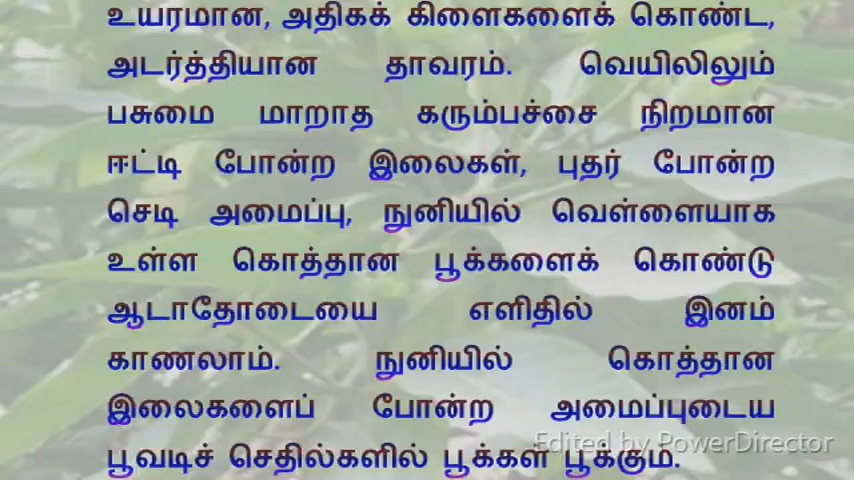 உயரமான, அதிகக் கிளைகளைக் கொண்ட,
அடர்த்தியான தாவரம். வெயிலிலும்
பசுமை மாறாத கரும்பச்சை நிறமான
ஈட்டி போன்ற இலைகள், புதர் போன்ற
செடி அமைப்பு, நுனியில் வெள்ளையாக
உள்ள கொத்தான பூக்களைக் கொண்டு
ஆடாதோடையை எளிதில் இனம்
காணலாம். நுனியில் கொத்தான
இலைகளைப் போன்ற அமைப்புடைய
Edited by PowerDirector
பூவடிச் செதில்களில் பூக்கள் பூக்கும்.